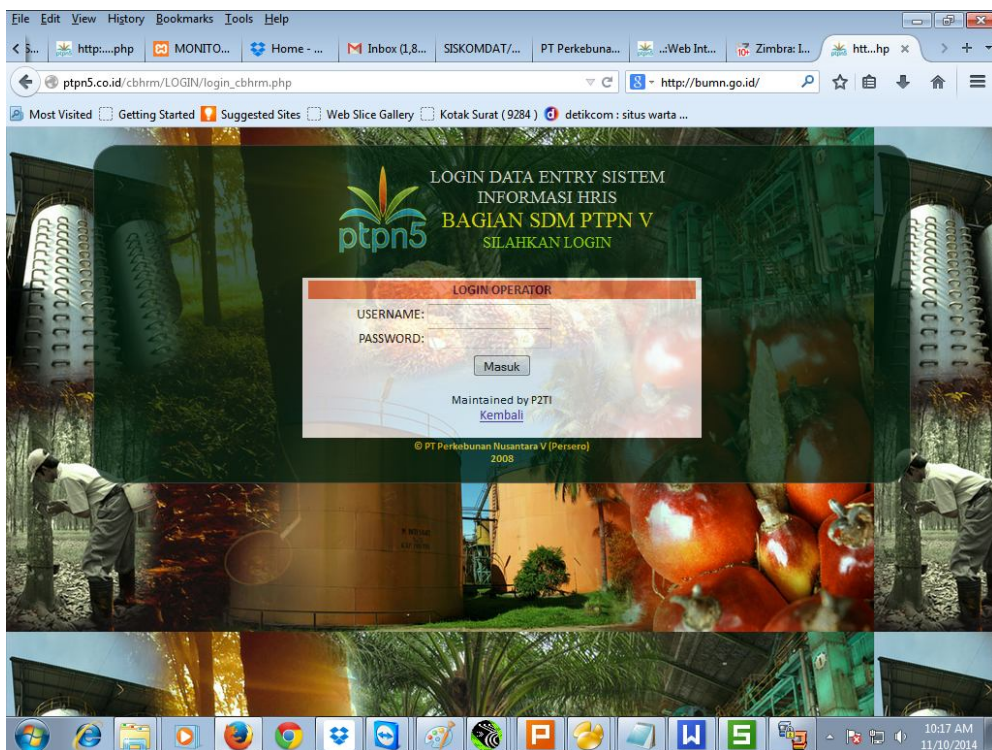 File Edit View History Bookmarks Tools Help
http:....php
MONITO...
Home - ...
Inbox (1,8...
SISKOMDAT/...
PT Perkebuna...
..:Web Int...
Zimbra: I...
htt...hp
ptpn5.co.id/cbhrm/LOGIN/login_cbhrm.php
http://bumn.go.id/
Most Visited Getting Started Suggested Sites Web Slice Gallery Kotak Surat ( 9284 ) detikcom : situs warta ...
LOGIN DATA ENTRY SISTEM
INFORMASI HRIS
BAGIAN SDM PTPN V
SILAHKAN LOGIN
ptpn5
LOGIN OPERATOR
USERNAME:
PASSWORD:
Masuk
Maintained by P2TI
Kembali
© PT Perkebunan Nusantara V (Persero)
2008
10:17 AM
11/10/2014